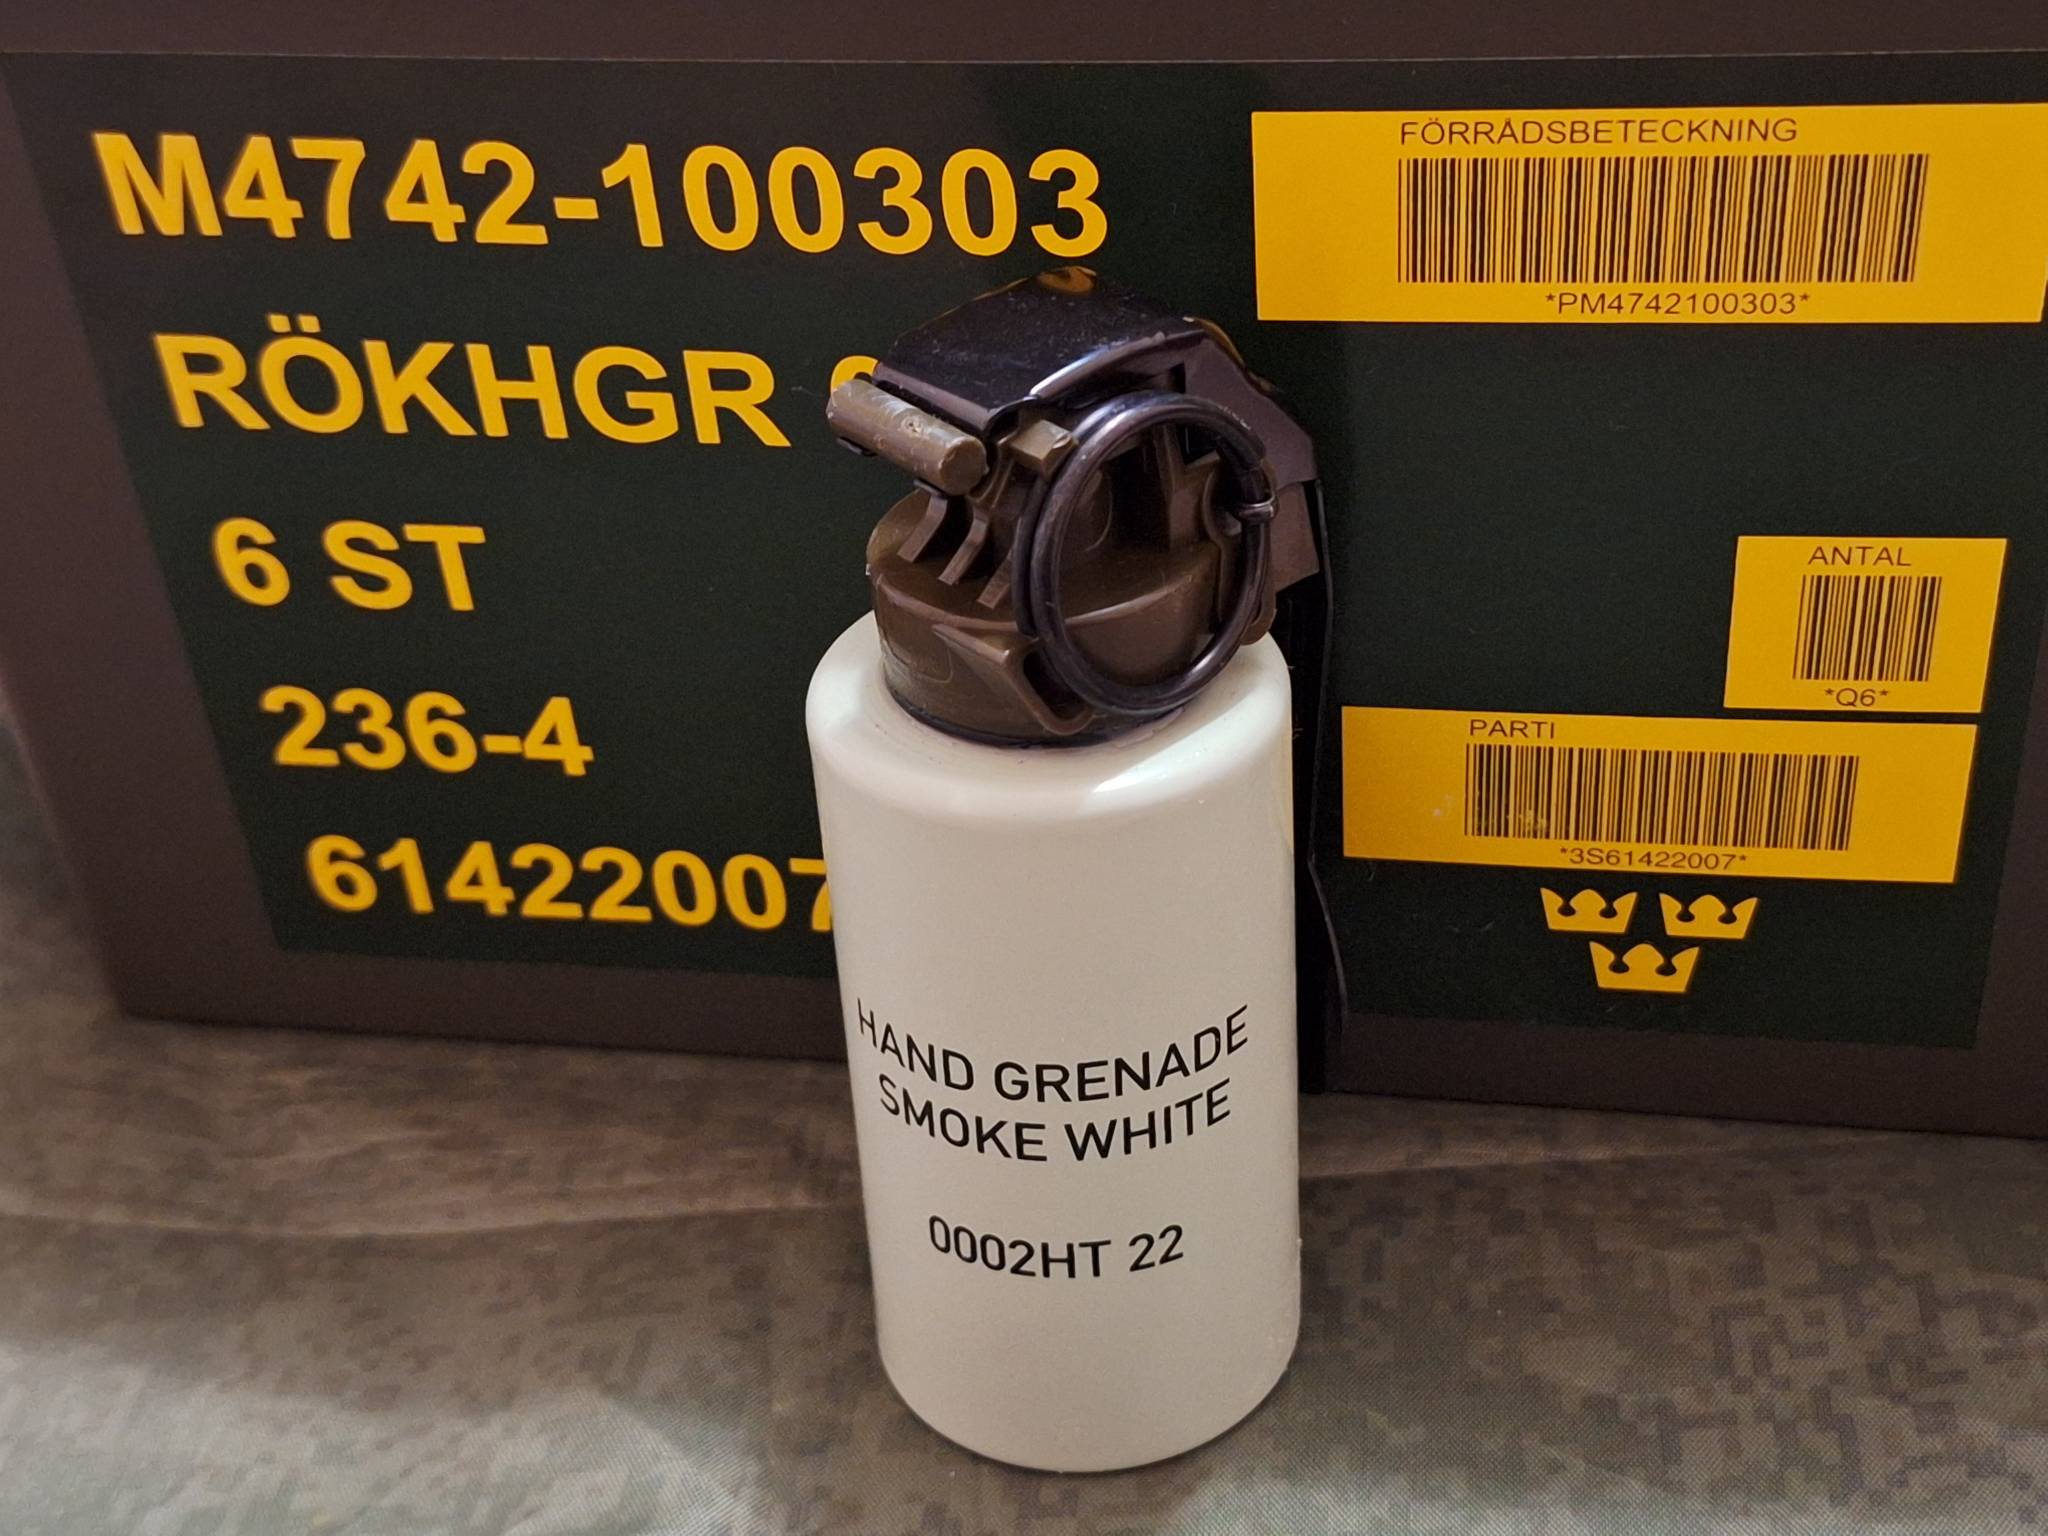 M4742-100303
RÖKHGR
6 ST
236-4
61422007
FÖRRÅDSBETECKNING
*PM4742100303*
ANTAL
*Q6*
PARTI
*3S61422007*
HAND GRENADE
SMOKE WHITE
0002HT 22